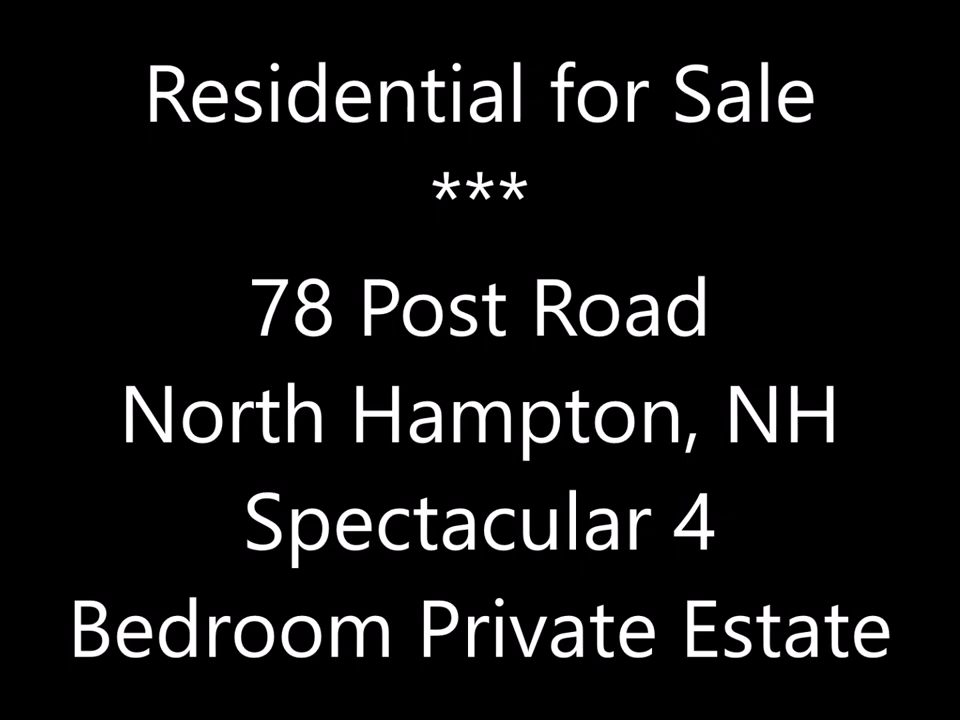 Residential for Sale
***
78 Post Road
North Hampton, NH
Spectacular 4
Bedroom Private Estate